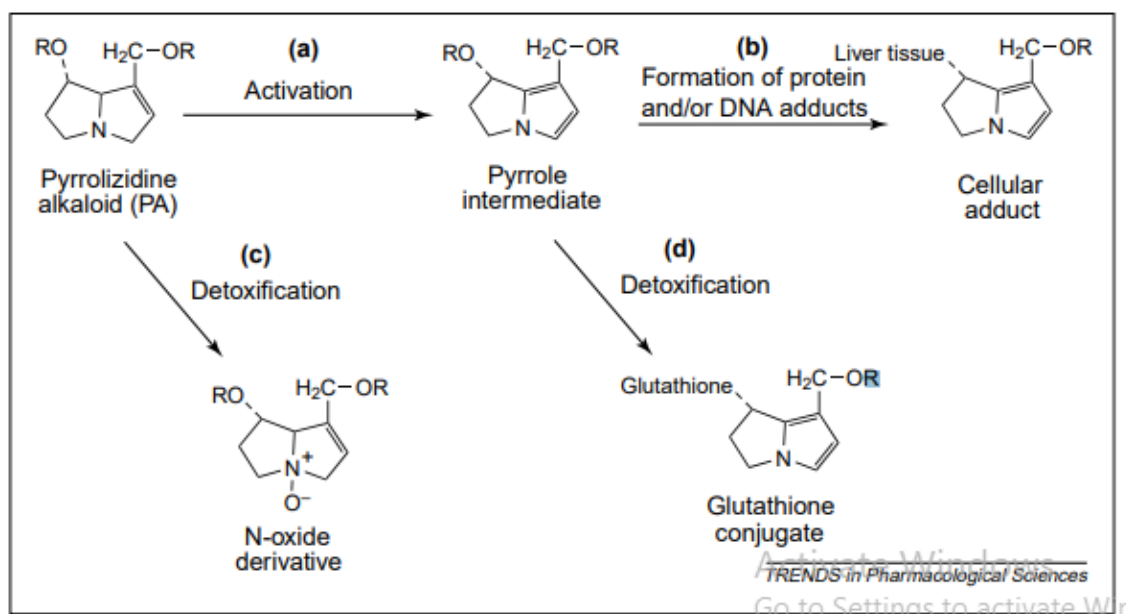 RO
H₂C–OR
N
Pyrrolizidine
alkaloid (PA)
(a)
Activation
RO
H₂C–OR
N
Pyrrole
intermediate
(b)
Formation of protein
and/or DNA adducts
Liver tissue
H₂C–OR
N
Cellular
adduct
(c)
Detoxification
(d)
Detoxification
RO
H₂C–OR
N⁺
O⁻
N-oxide
derivative
Glutathione
H₂C–OR
N
Glutathione
conjugate
Activate Windows
TRENDS in Pharmacological Sciences
Go to Settings to activate